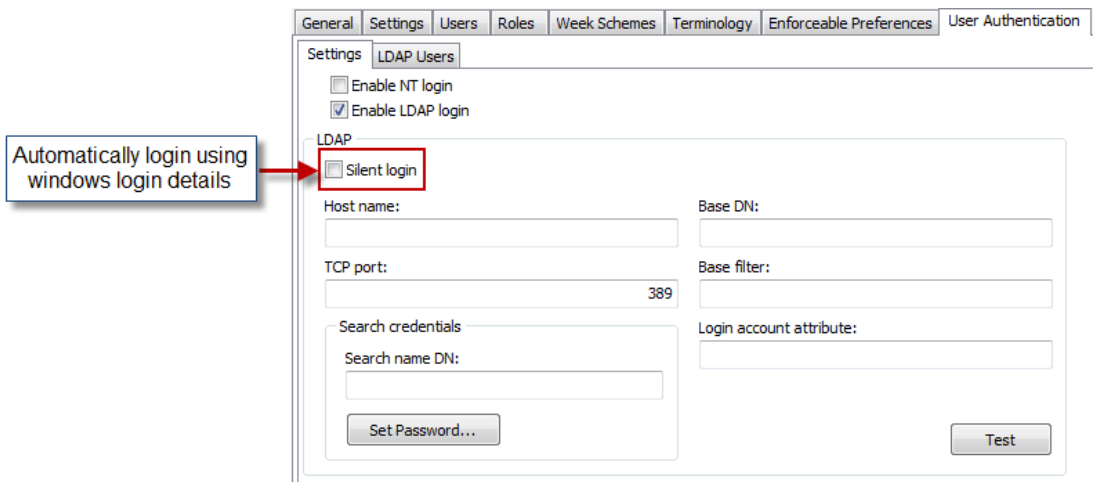 General Settings Users Roles Week Schemes Terminology Enforceable Preferences User Authentication
Settings LDAP Users
Enable NT login
Enable LDAP login
LDAP
Automatically login using
windows login details
Silent login
Host name: Base DN:
TCP port: Base filter:
389
Search credentials Login account attribute:
Search name DN:
Set Password... Test